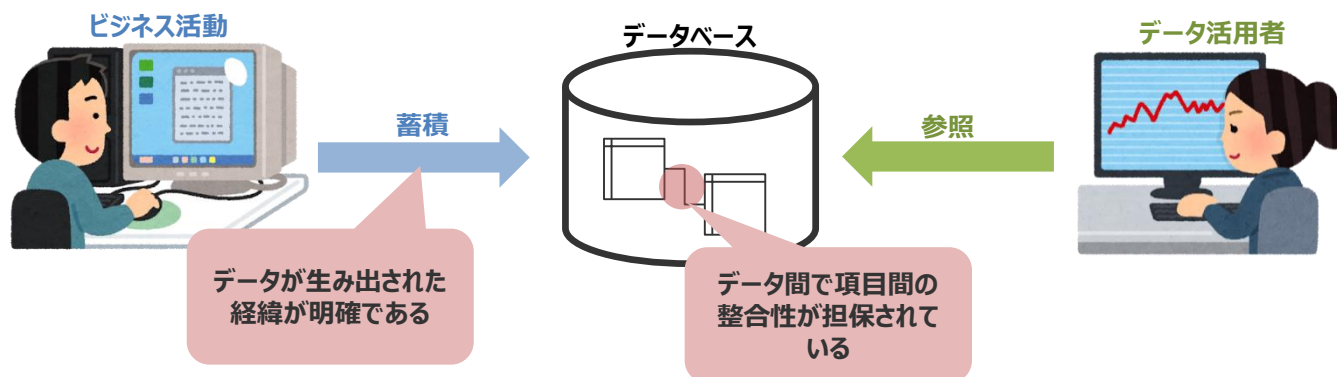 ビジネス活動
データベース
データ活用者
蓄積
参照
データが生み出された
経緯が明確である
データ間で項目間の
整合性が担保されて
いる